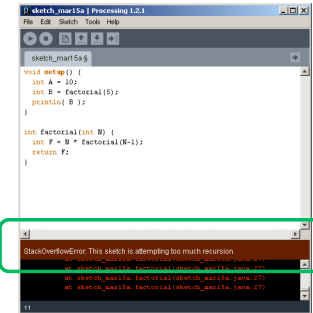 sketch_mar15a | Processing 1.2.1
File Edit Sketch Tools Help
sketch_mar15a §
void setup() {
int A = 10;
int B = factorial(5);
println( B );
}
int factorial(int N) {
int F = N * factorial(N-1);
return F;
}
StackOverflowError: This sketch is attempting too much recursion.
at sketch_mar15a.factorial(sketch_mar15a.java:27)
at sketch_mar15a.factorial(sketch_mar15a.java:27)
at sketch_mar15a.factorial(sketch_mar15a.java:27)
at sketch_mar15a.factorial(sketch_mar15a.java:27)
11